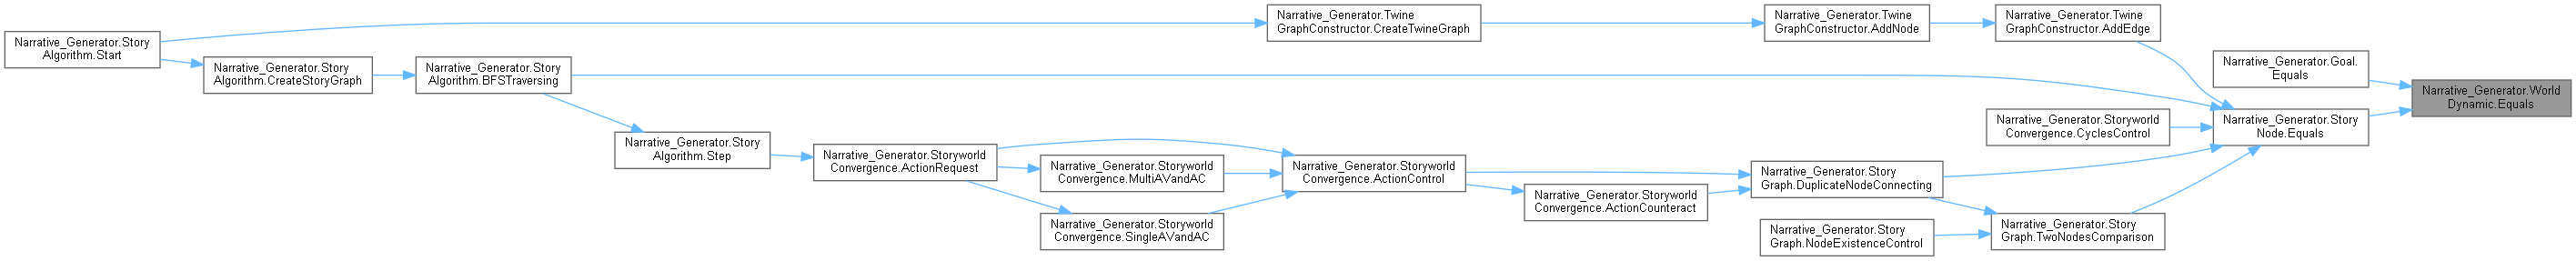 Narrative_Generator.Story
Algorithm.Start
Narrative_Generator.Story
Algorithm.CreateStoryGraph
Narrative_Generator.Story
Algorithm.BFSTraversing
Narrative_Generator.Story
Algorithm.Step
Narrative_Generator.Twine
GraphConstructor.CreateTwineGraph
Narrative_Generator.Storyworld
Convergence.ActionRequest
Narrative_Generator.Storyworld
Convergence.MultiAVandAC
Narrative_Generator.Storyworld
Convergence.SingleAVandAC
Narrative_Generator.Storyworld
Convergence.ActionControl
Narrative_Generator.Storyworld
Convergence.ActionCounteract
Narrative_Generator.Twine
GraphConstructor.AddNode
Narrative_Generator.Story
Graph.DuplicateNodeConnecting
Narrative_Generator.Story
Graph.NodeExistenceControl
Narrative_Generator.Twine
GraphConstructor.AddEdge
Narrative_Generator.Storyworld
Convergence.CyclesControl
Narrative_Generator.Story
Graph.TwoNodesComparison
Narrative_Generator.Goal.
Equals
Narrative_Generator.Story
Node.Equals
Narrative_Generator.World
Dynamic.Equals